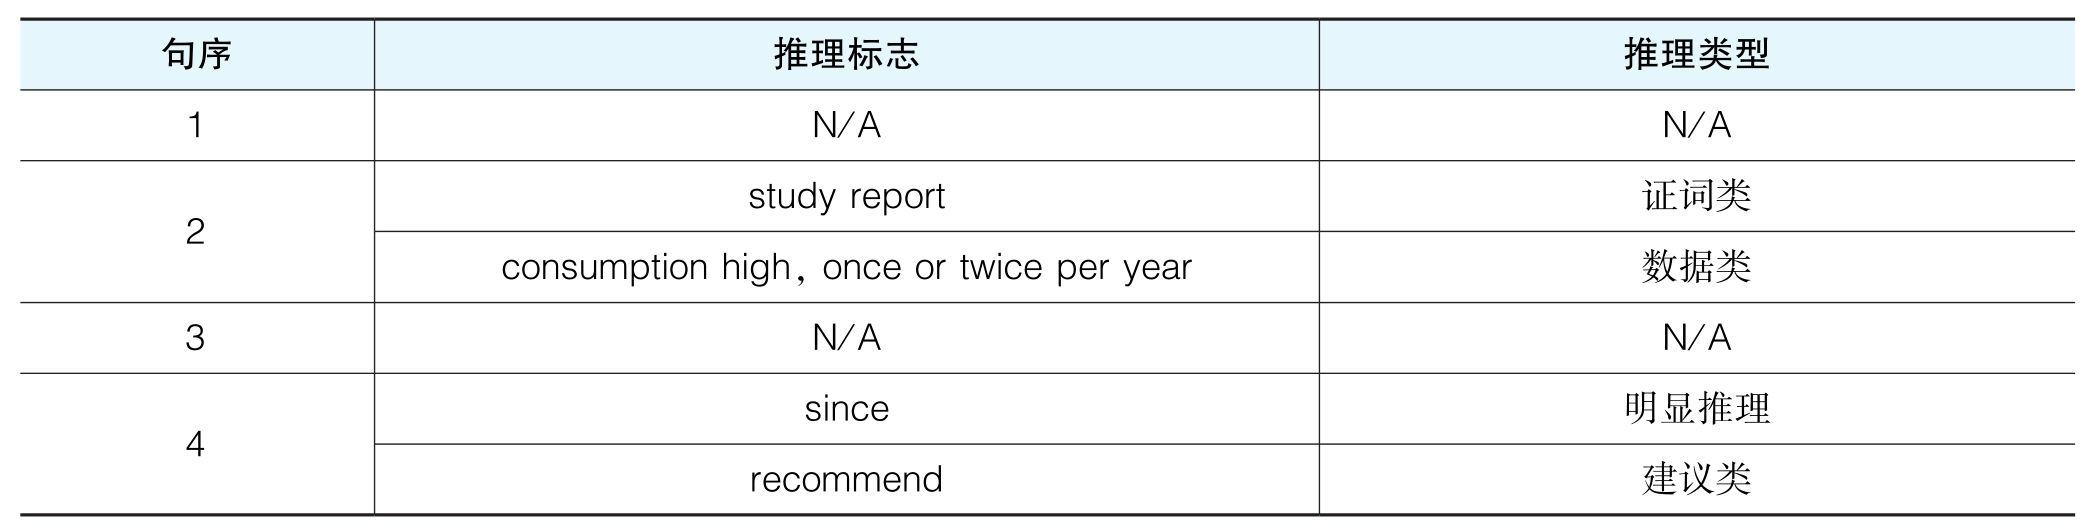 句序 推理标志 推理类型
1 N/A N/A
2 study report 证词类
consumption high, once or twice per year 数据类
3 N/A N/A
4 since 明显推理
recommend 建议类